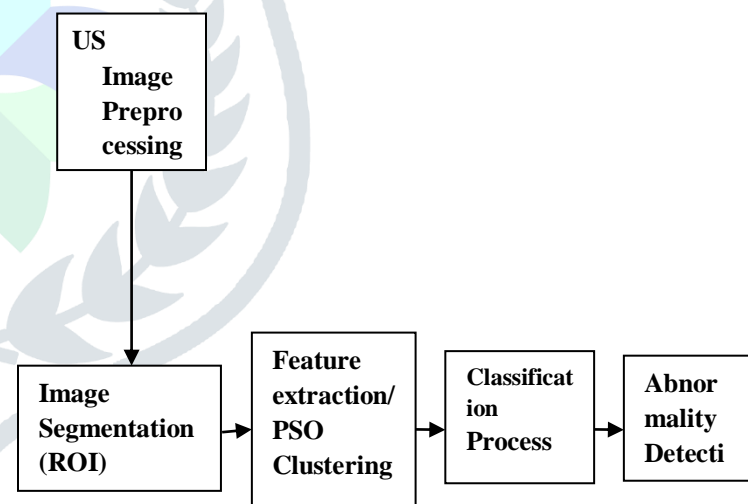 US
Image
Prepro
cessing
Image
Segmentation
(ROI)
Feature
extraction/
PSO
Clustering
Classificat
ion
Process
Abnor
mality
Detecti